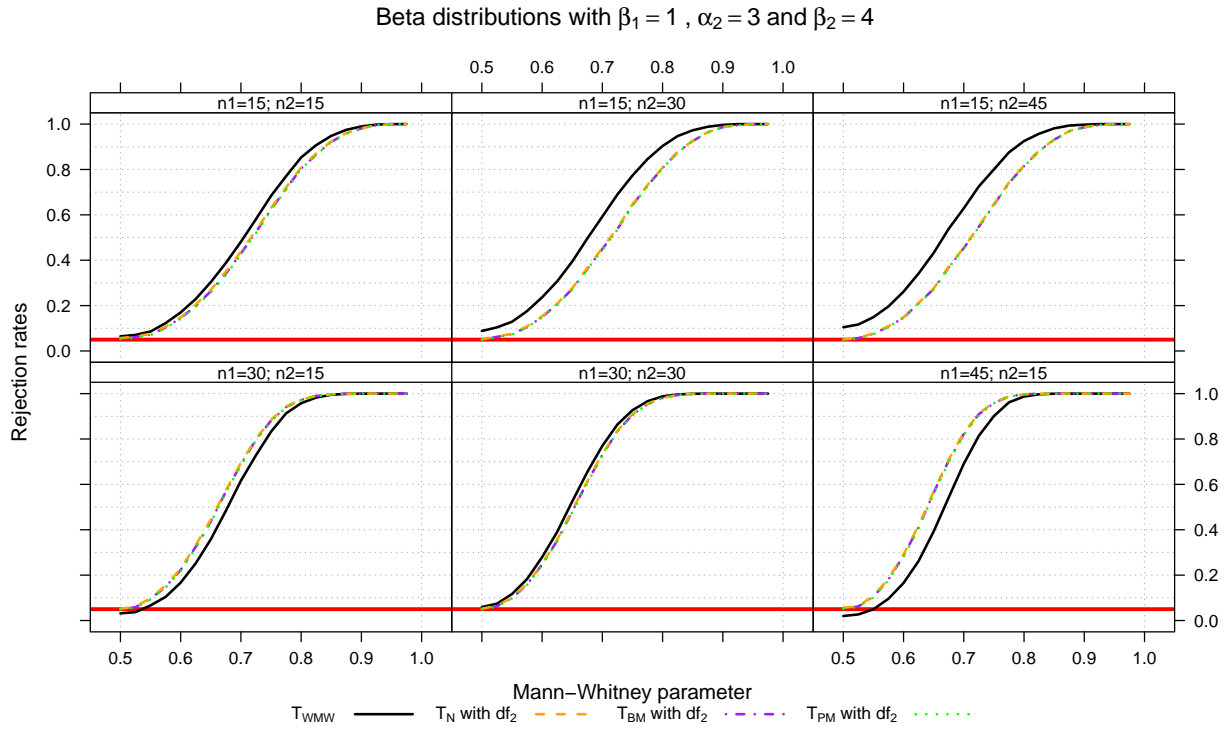 Beta distributions with β₁ = 1 , α₂ = 3 and β₂ = 4
0.5 0.6 0.7 0.8 0.9 1.0
n1=15; n2=15 n1=15; n2=30 n1=15; n2=45
1.0
0.8
0.6
0.4
0.2
0.0
Rejection rates
n1=30; n2=15 n1=30; n2=30 n1=45; n2=15
1.0
0.8
0.6
0.4
0.2
0.0
0.5 0.6 0.7 0.8 0.9 1.0 0.5 0.6 0.7 0.8 0.9 1.0
Mann−Whitney parameter
T_WMW T_N with df₂ T_BM with df₂ T_PM with df₂